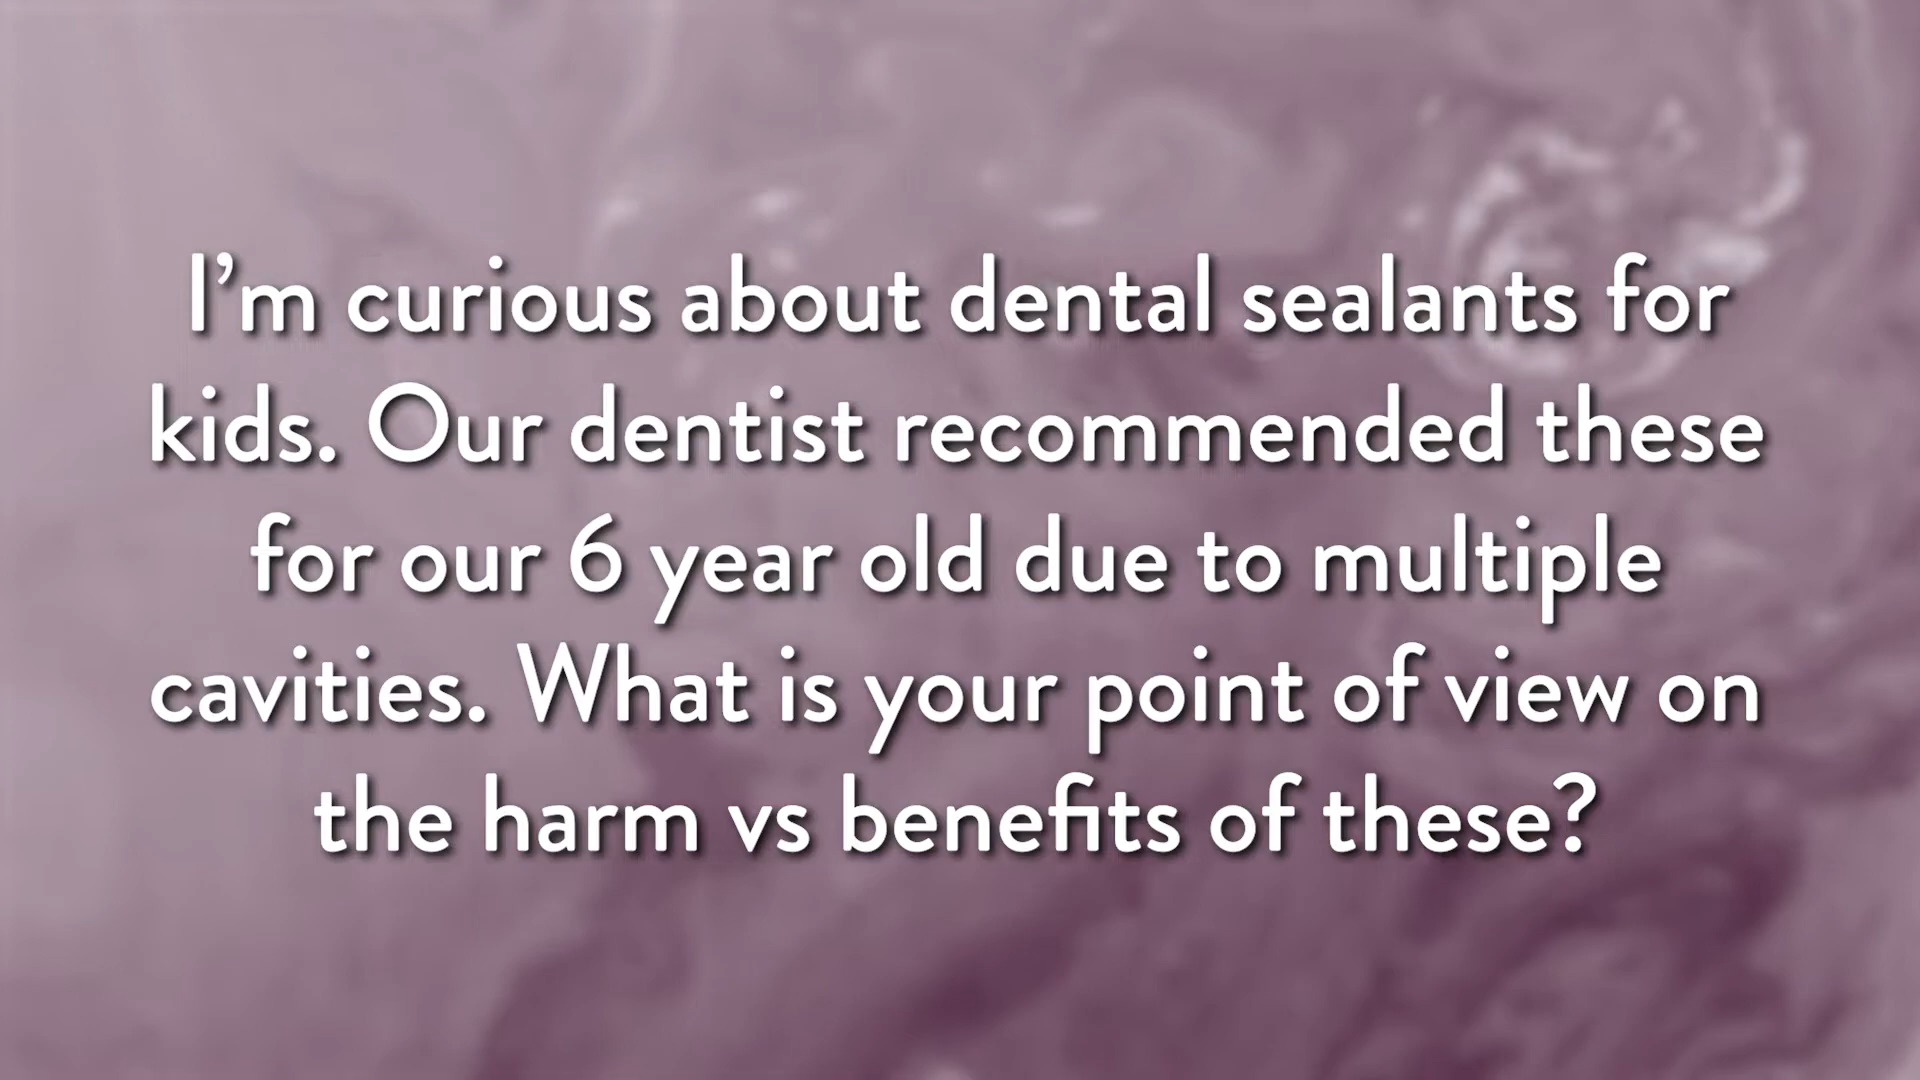 I’m curious about dental sealants for
kids. Our dentist recommended these
for our 6 year old due to multiple
cavities. What is your point of view on
the harm vs benefits of these?